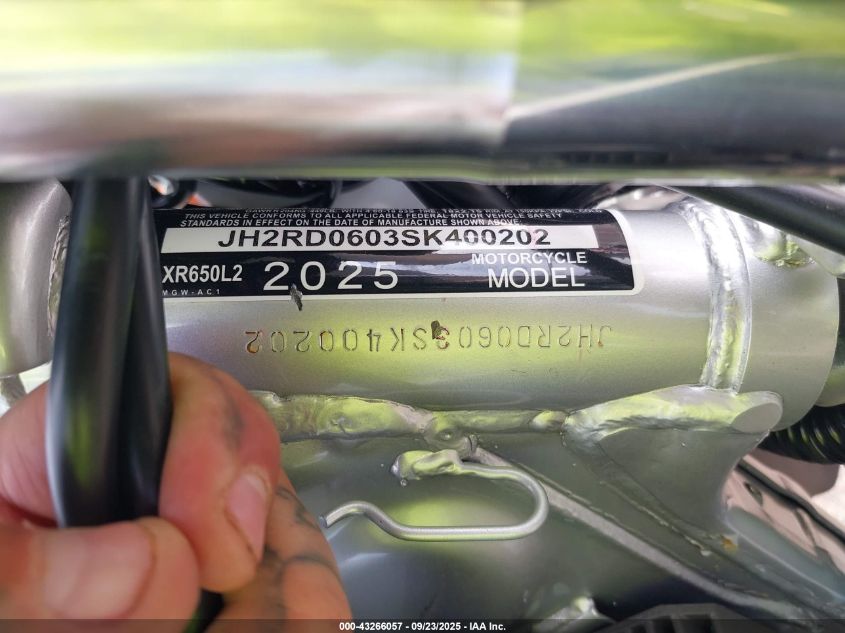 THIS VEHICLE CONFORMS TO ALL APPLICABLE FEDERAL MOTOR VEHICLE SAFETY
STANDARDS IN EFFECT ON THE DATE OF MANUFACTURE SHOWN ABOVE.
JH2RD0603SK400202
XR650L2 2025 MOTORCYCLE
MODEL
MGW-AC1
JH2RD0603SK400202
000-43266057 - 09/23/2025 - IAA Inc.